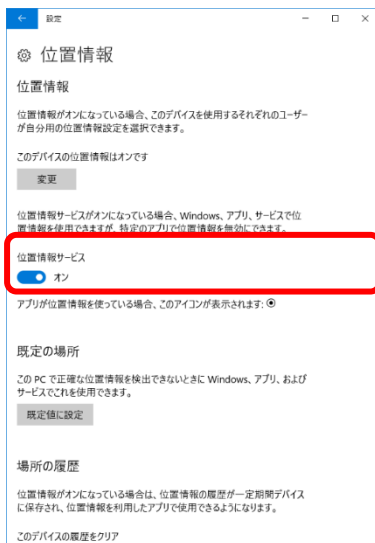 設定
位置情報
位置情報
位置情報がオンになっている場合、このデバイスを使用するそれぞれのユーザー
が自分用の位置情報設定を選択できます。
このデバイスの位置情報はオンです
変更
位置情報サービスがオンになっている場合、Windows、アプリ、サービスで位
置情報を使用できますが、特定のアプリで位置情報を無効にできます。
位置情報サービス
オン
アプリが位置情報を使っている場合、このアイコンが表示されます:
既定の場所
この PC で正確な位置情報を検出できないときに Windows、アプリ、および
サービスでこれを使用できます。
既定値に設定
場所の履歴
位置情報がオンになっている場合は、位置情報の履歴が一定期間デバイス
に保存され、位置情報を利用したアプリで使用できるようになります。
このデバイスの履歴をクリア